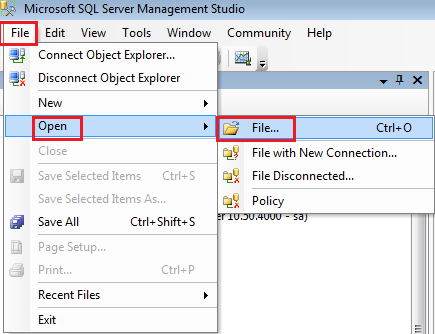 Microsoft SQL Server Management Studio
File Edit View Tools Window Community Help
Connect Object Explorer...
Disconnect Object Explorer
New
Open
File... Ctrl+O
Close
File with New Connection...
Save Selected Items Ctrl+S
File Disconnected...
Save Selected Items As...
Policy
Save All Ctrl+Shift+S
10.50.4000 - sa)
Page Setup...
Print... Ctrl+P
Recent Files
Exit